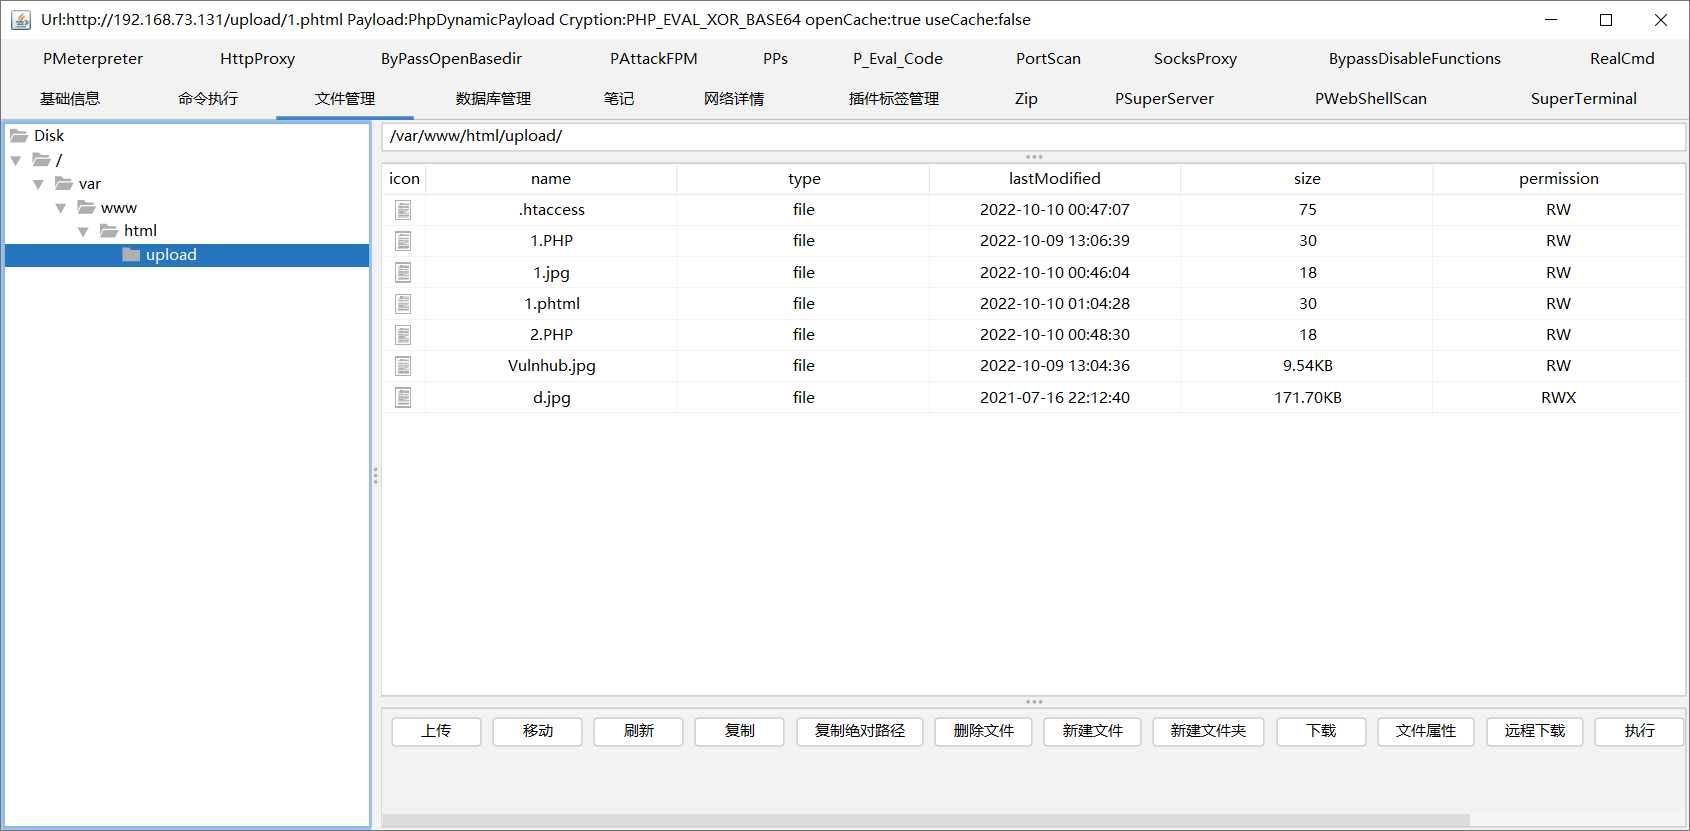 Url:http://192.168.73.131/upload/1.phtml Payload:PhpDynamicPayload Cryption:PHP_EVAL_XOR_BASE64 openCache:true useCache:false
PMeterpreter HttpProxy ByPassOpenBasedir PAttackFPM PPs P_Eval_Code PortScan SocksProxy BypassDisableFunctions RealCmd
基础信息 命令执行 文件管理 数据库管理 笔记 网络详情 插件标签管理 Zip PSuperServer PWebShellScan SuperTerminal
Disk
/
var
www
html
upload
/var/www/html/upload/
icon name type lastModified size permission
.htaccess file 2022-10-10 00:47:07 75 RW
1.PHP file 2022-10-09 13:06:39 30 RW
1.jpg file 2022-10-10 00:46:04 18 RW
1.phtml file 2022-10-10 01:04:28 30 RW
2.PHP file 2022-10-10 00:48:30 18 RW
Vulnhub.jpg file 2022-10-09 13:04:36 9.54KB RW
d.jpg file 2021-07-16 22:12:40 171.70KB RWX
上传 移动 刷新 复制 复制绝对路径 删除文件 新建文件 新建文件夹 下载 文件属性 远程下载 执行